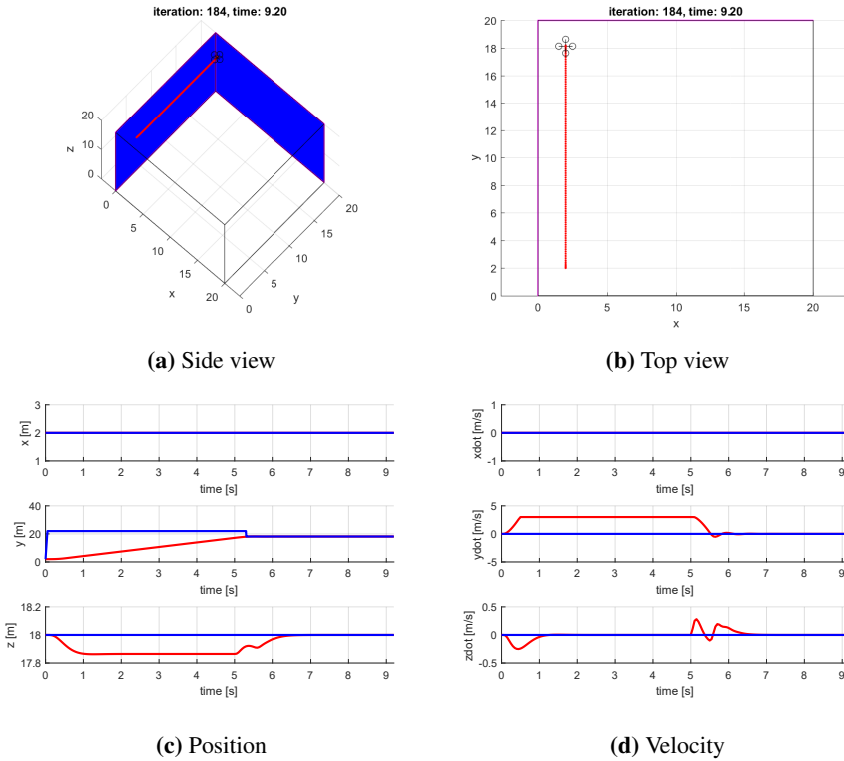 iteration: 184, time: 9.20
20
10
0
z
0
5
10
15
20
x
0
5
10
15
20
y
(a) Side view
iteration: 184, time: 9.20
20
18
16
14
12
10
8
6
4
2
0
y
0 5 10 15 20
x
(b) Top view
3
2
1
x [m]
0 1 2 3 4 5 6 7 8 9
time [s]
40
20
0
y [m]
0 1 2 3 4 5 6 7 8 9
time [s]
18.2
18
17.8
z [m]
0 1 2 3 4 5 6 7 8 9
time [s]
(c) Position
1
0
-1
xdot [m/s]
0 1 2 3 4 5 6 7 8 9
time [s]
5
0
-5
ydot [m/s]
0 1 2 3 4 5 6 7 8 9
time [s]
0.5
0
-0.5
zdot [m/s]
0 1 2 3 4 5 6 7 8 9
time [s]
(d) Velocity